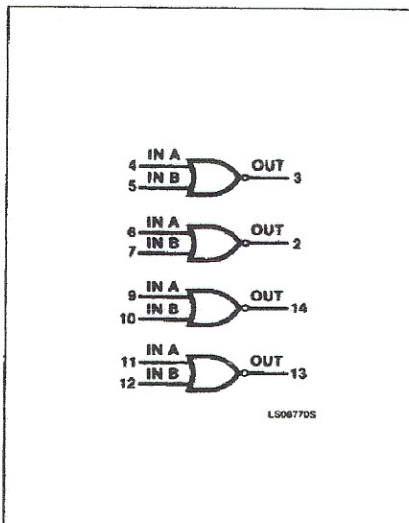 IN A OUT
4
IN B 3
5
IN A OUT
6
IN B 2
7
IN A OUT
9
IN B 14
10
IN A OUT
11
IN B 13
12
LS08770S